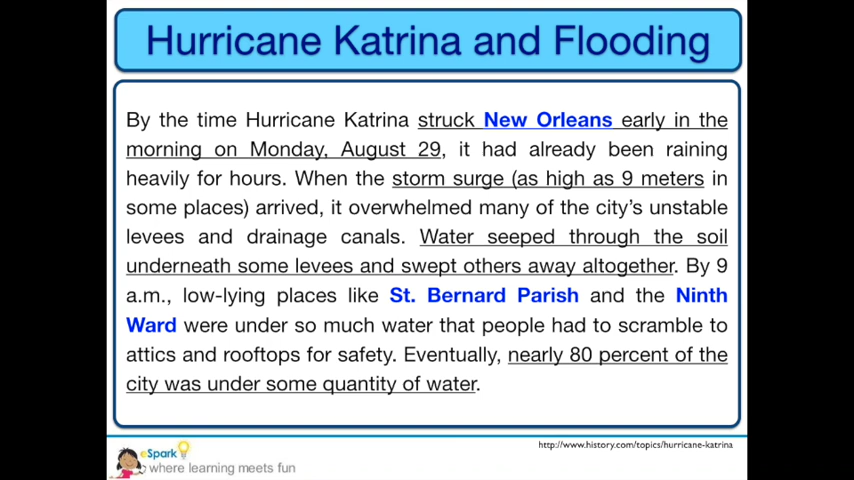 Hurricane Katrina and Flooding
By the time Hurricane Katrina struck New Orleans early in the
morning on Monday, August 29, it had already been raining
heavily for hours. When the storm surge (as high as 9 meters in
some places) arrived, it overwhelmed many of the city's unstable
levees and drainage canals. Water seeped through the soil
underneath some levees and swept others away altogether. By 9
a.m., low-lying places like St. Bernard Parish and the Ninth
Ward were under so much water that people had to scramble to
attics and rooftops for safety. Eventually, nearly 80 percent of the
city was under some quantity of water.
http://www.history.com/topics/hurricane-katrina
eSpark
where learning meets fun